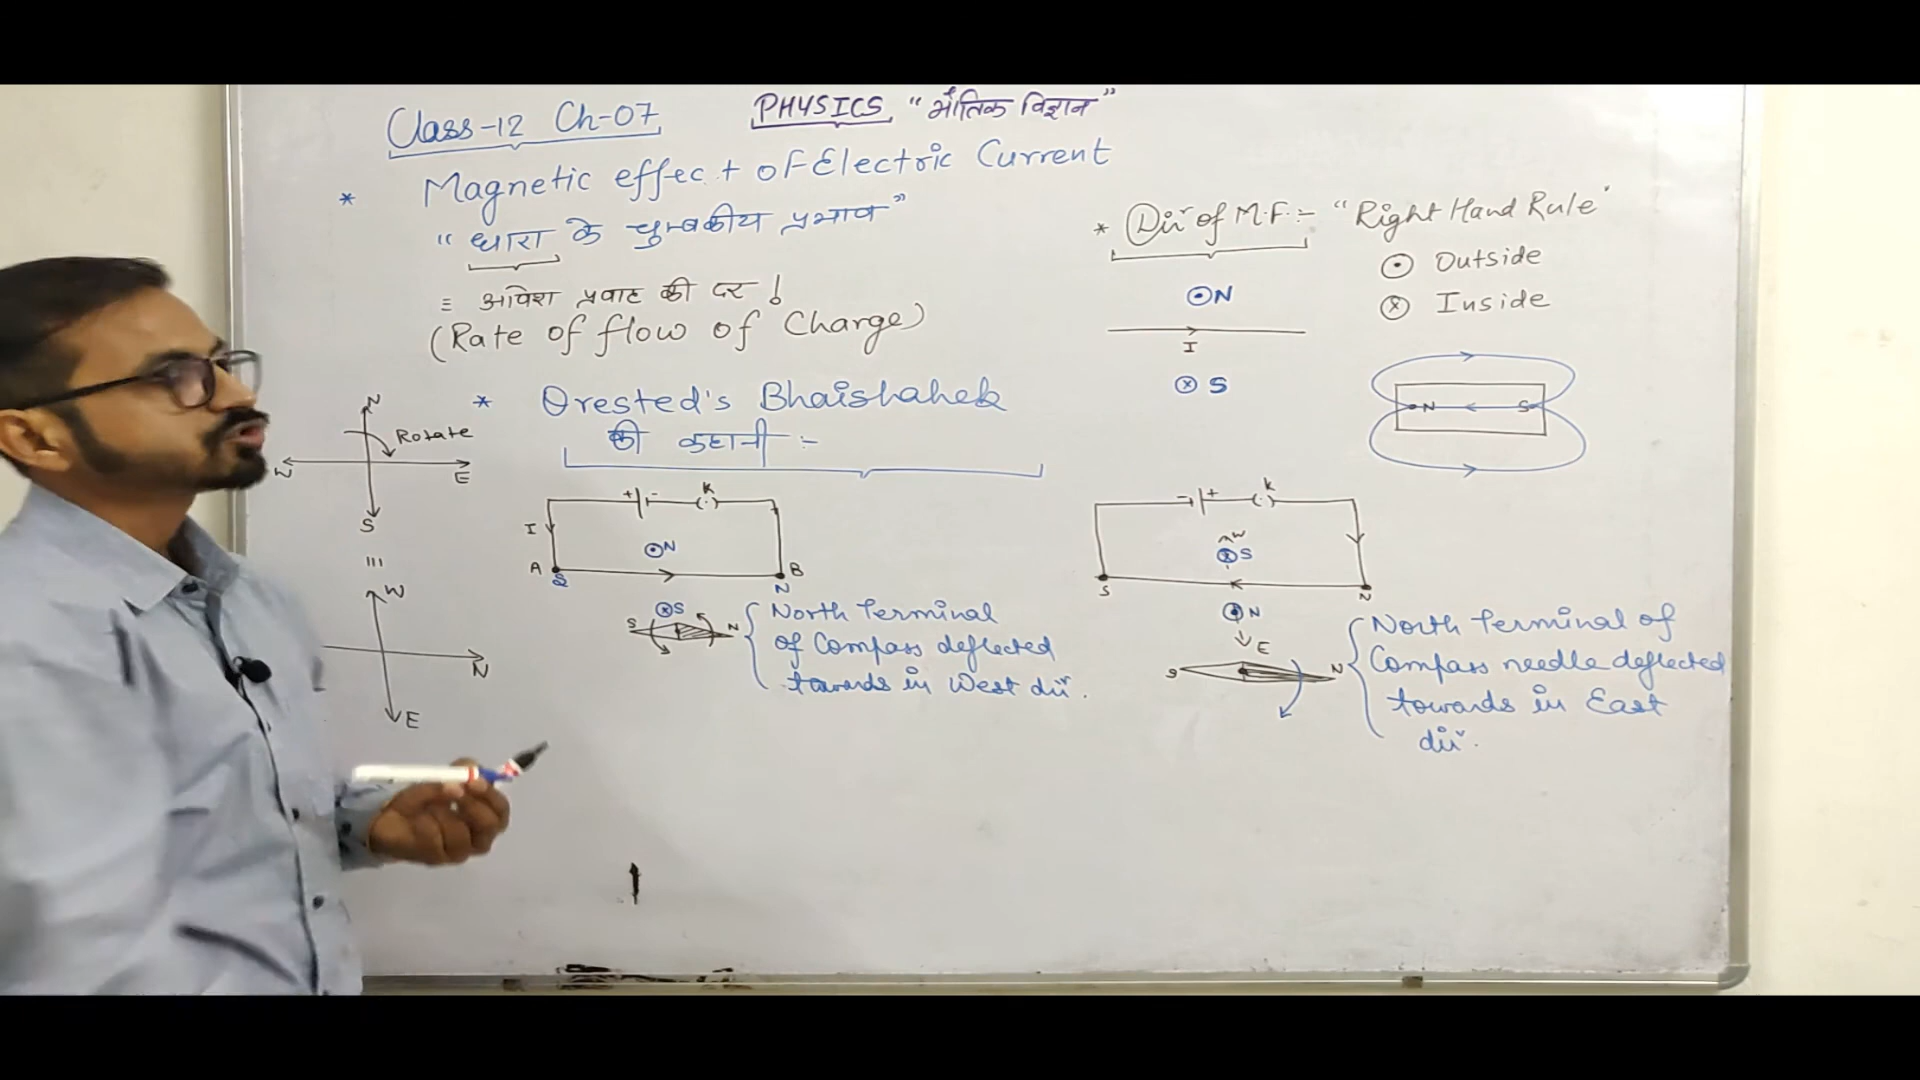 Class-12 Ch-07
PHYSICS "भौतिक विज्ञान"
* Magnetic effect of Electric Current
"धारा के चुम्बकीय प्रभाव"
= आवेश प्रवाह की दर !
(Rate of flow of Charge)
* Dir of M.F. :- "Right Hand Rule"
⊙ Outside
⊗ Inside
⊙ N
I
⊗ S
N S
N
Rotate
W E
S
≡
W
N
E
* Orested's Bhaishaheb
की कहानी :-
+ - K
I
⊙ N
A B
S N
⊗ S
S N
North Terminal
of Compass deflected
towards in West dir.
- + K
W
⊗ S
S N
⊙ N
E
S N
North Terminal of
Compass needle deflected
towards in East
dir.